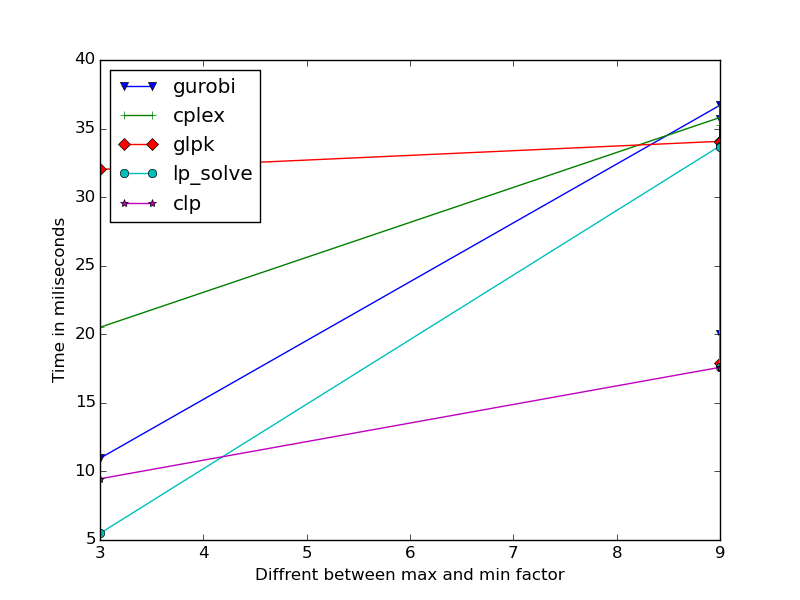 40
35
30
25
20
15
10
5
3
4
5
6
7
8
9
gurobi
cplex
glpk
lp_solve
clp
Time in miliseconds
Diffrent between max and min factor